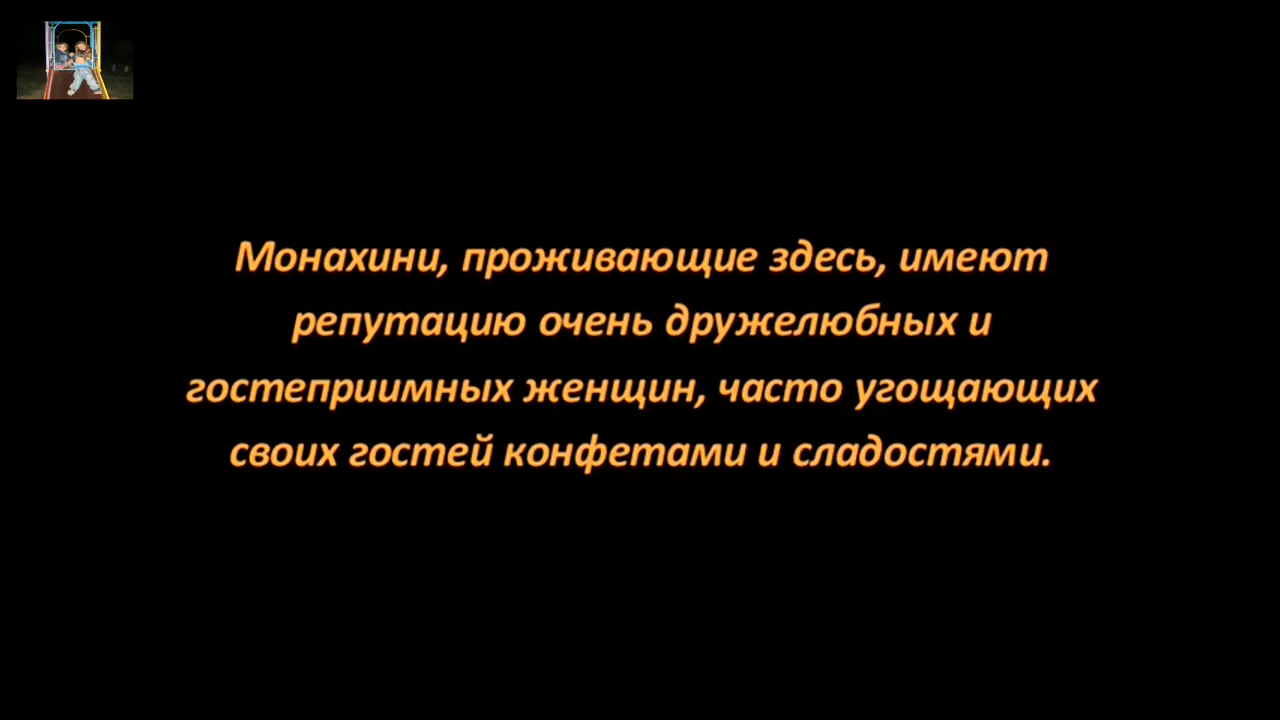 Монахини, проживающие здесь, имеют
репутацию очень дружелюбных и
гостеприимных женщин, часто угощающих
своих гостей конфетами и сладостями.